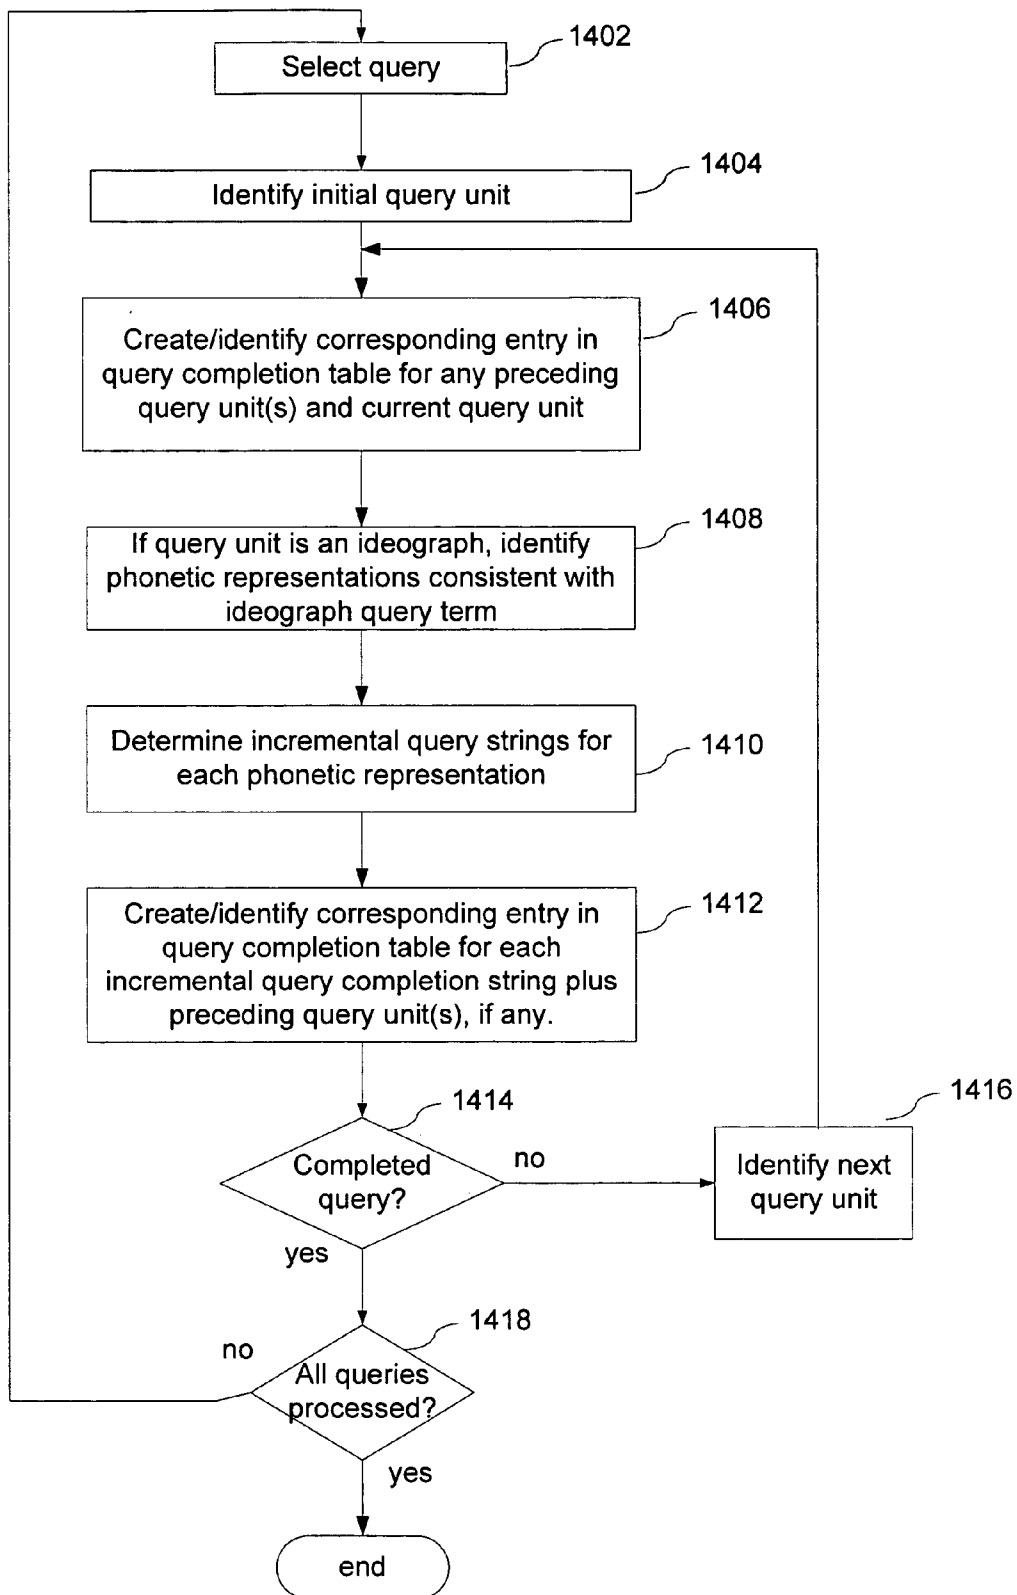 1402
Select query
1404
Identify initial query unit
1406
Create/identify corresponding entry in
query completion table for any preceding
query unit(s) and current query unit
1408
If query unit is an ideograph, identify
phonetic representations consistent with
ideograph query term
1410
Determine incremental query strings for
each phonetic representation
1412
Create/identify corresponding entry in
query completion table for each
incremental query completion string plus
preceding query unit(s), if any.
1414
Completed
query?
no
1416
Identify next
query unit
yes
1418
no
All queries
processed?
yes
end